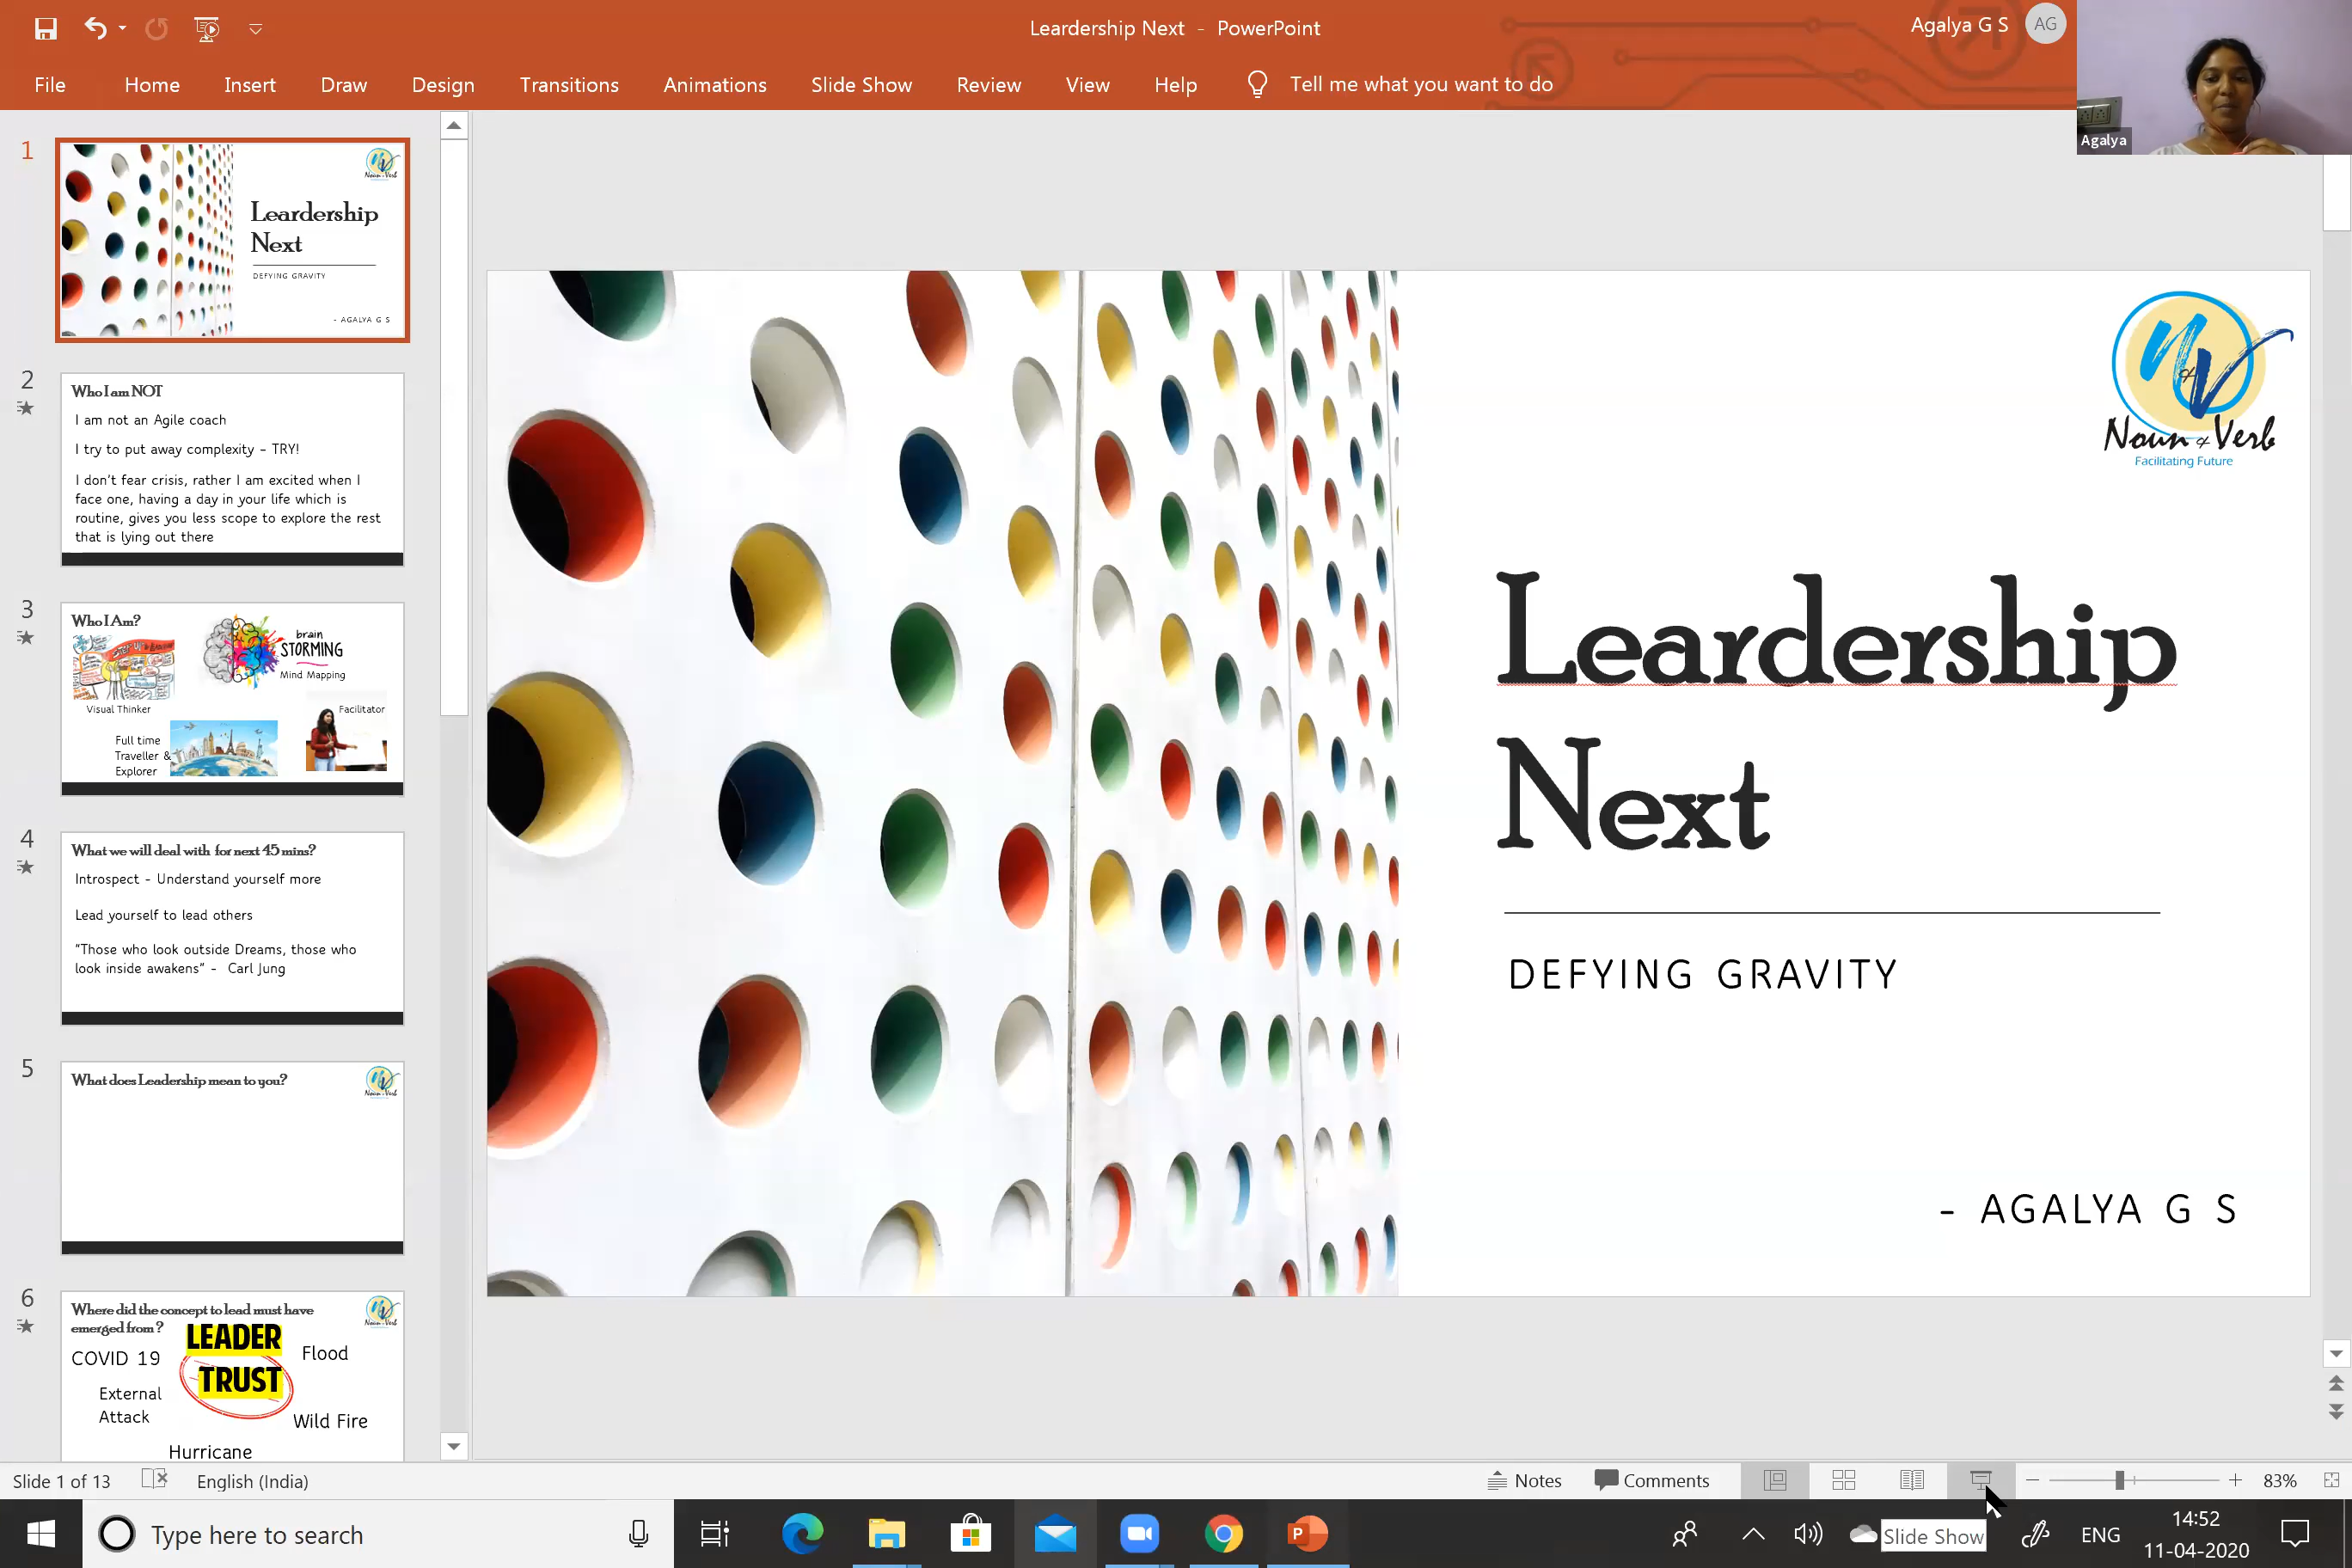 Leardership Next - PowerPoint
Agalya G S AG
File Home Insert Draw Design Transitions Animations Slide Show Review View Help Tell me what you want to do
Agalya
1
Leardership
Next
DEFYING GRAVITY
- AGALYA G S
Noun & Verb
2
Who I am NOT
I am not an Agile coach
I try to put away complexity - TRY!
I don't fear crisis, rather I am excited when I
face one, having a day in your life which is
routine, gives you less scope to explore the rest
that is lying out there
3
Who I Am?
brain
STORMING
Mind Mapping
Visual Thinker
Facilitator
Full time
Traveller &
Explorer
4
What we will deal with for next 45 mins?
Introspect - Understand yourself more
Lead yourself to lead others
"Those who look outside Dreams, those who
look inside awakens" - Carl Jung
5
What does Leadership mean to you?
Noun & Verb
6
Where did the concept to lead must have
emerged from ?
Noun & Verb
LEADER
TRUST
COVID 19
Flood
External
Attack
Wild Fire
Hurricane
N & V
Noun & Verb
Facilitating Future
Leardership
Next
DEFYING GRAVITY
- AGALYA G S
Slide 1 of 13 English (India) Notes Comments 83%
Type here to search
P
Slide Show
ENG
14:52
11-04-2020